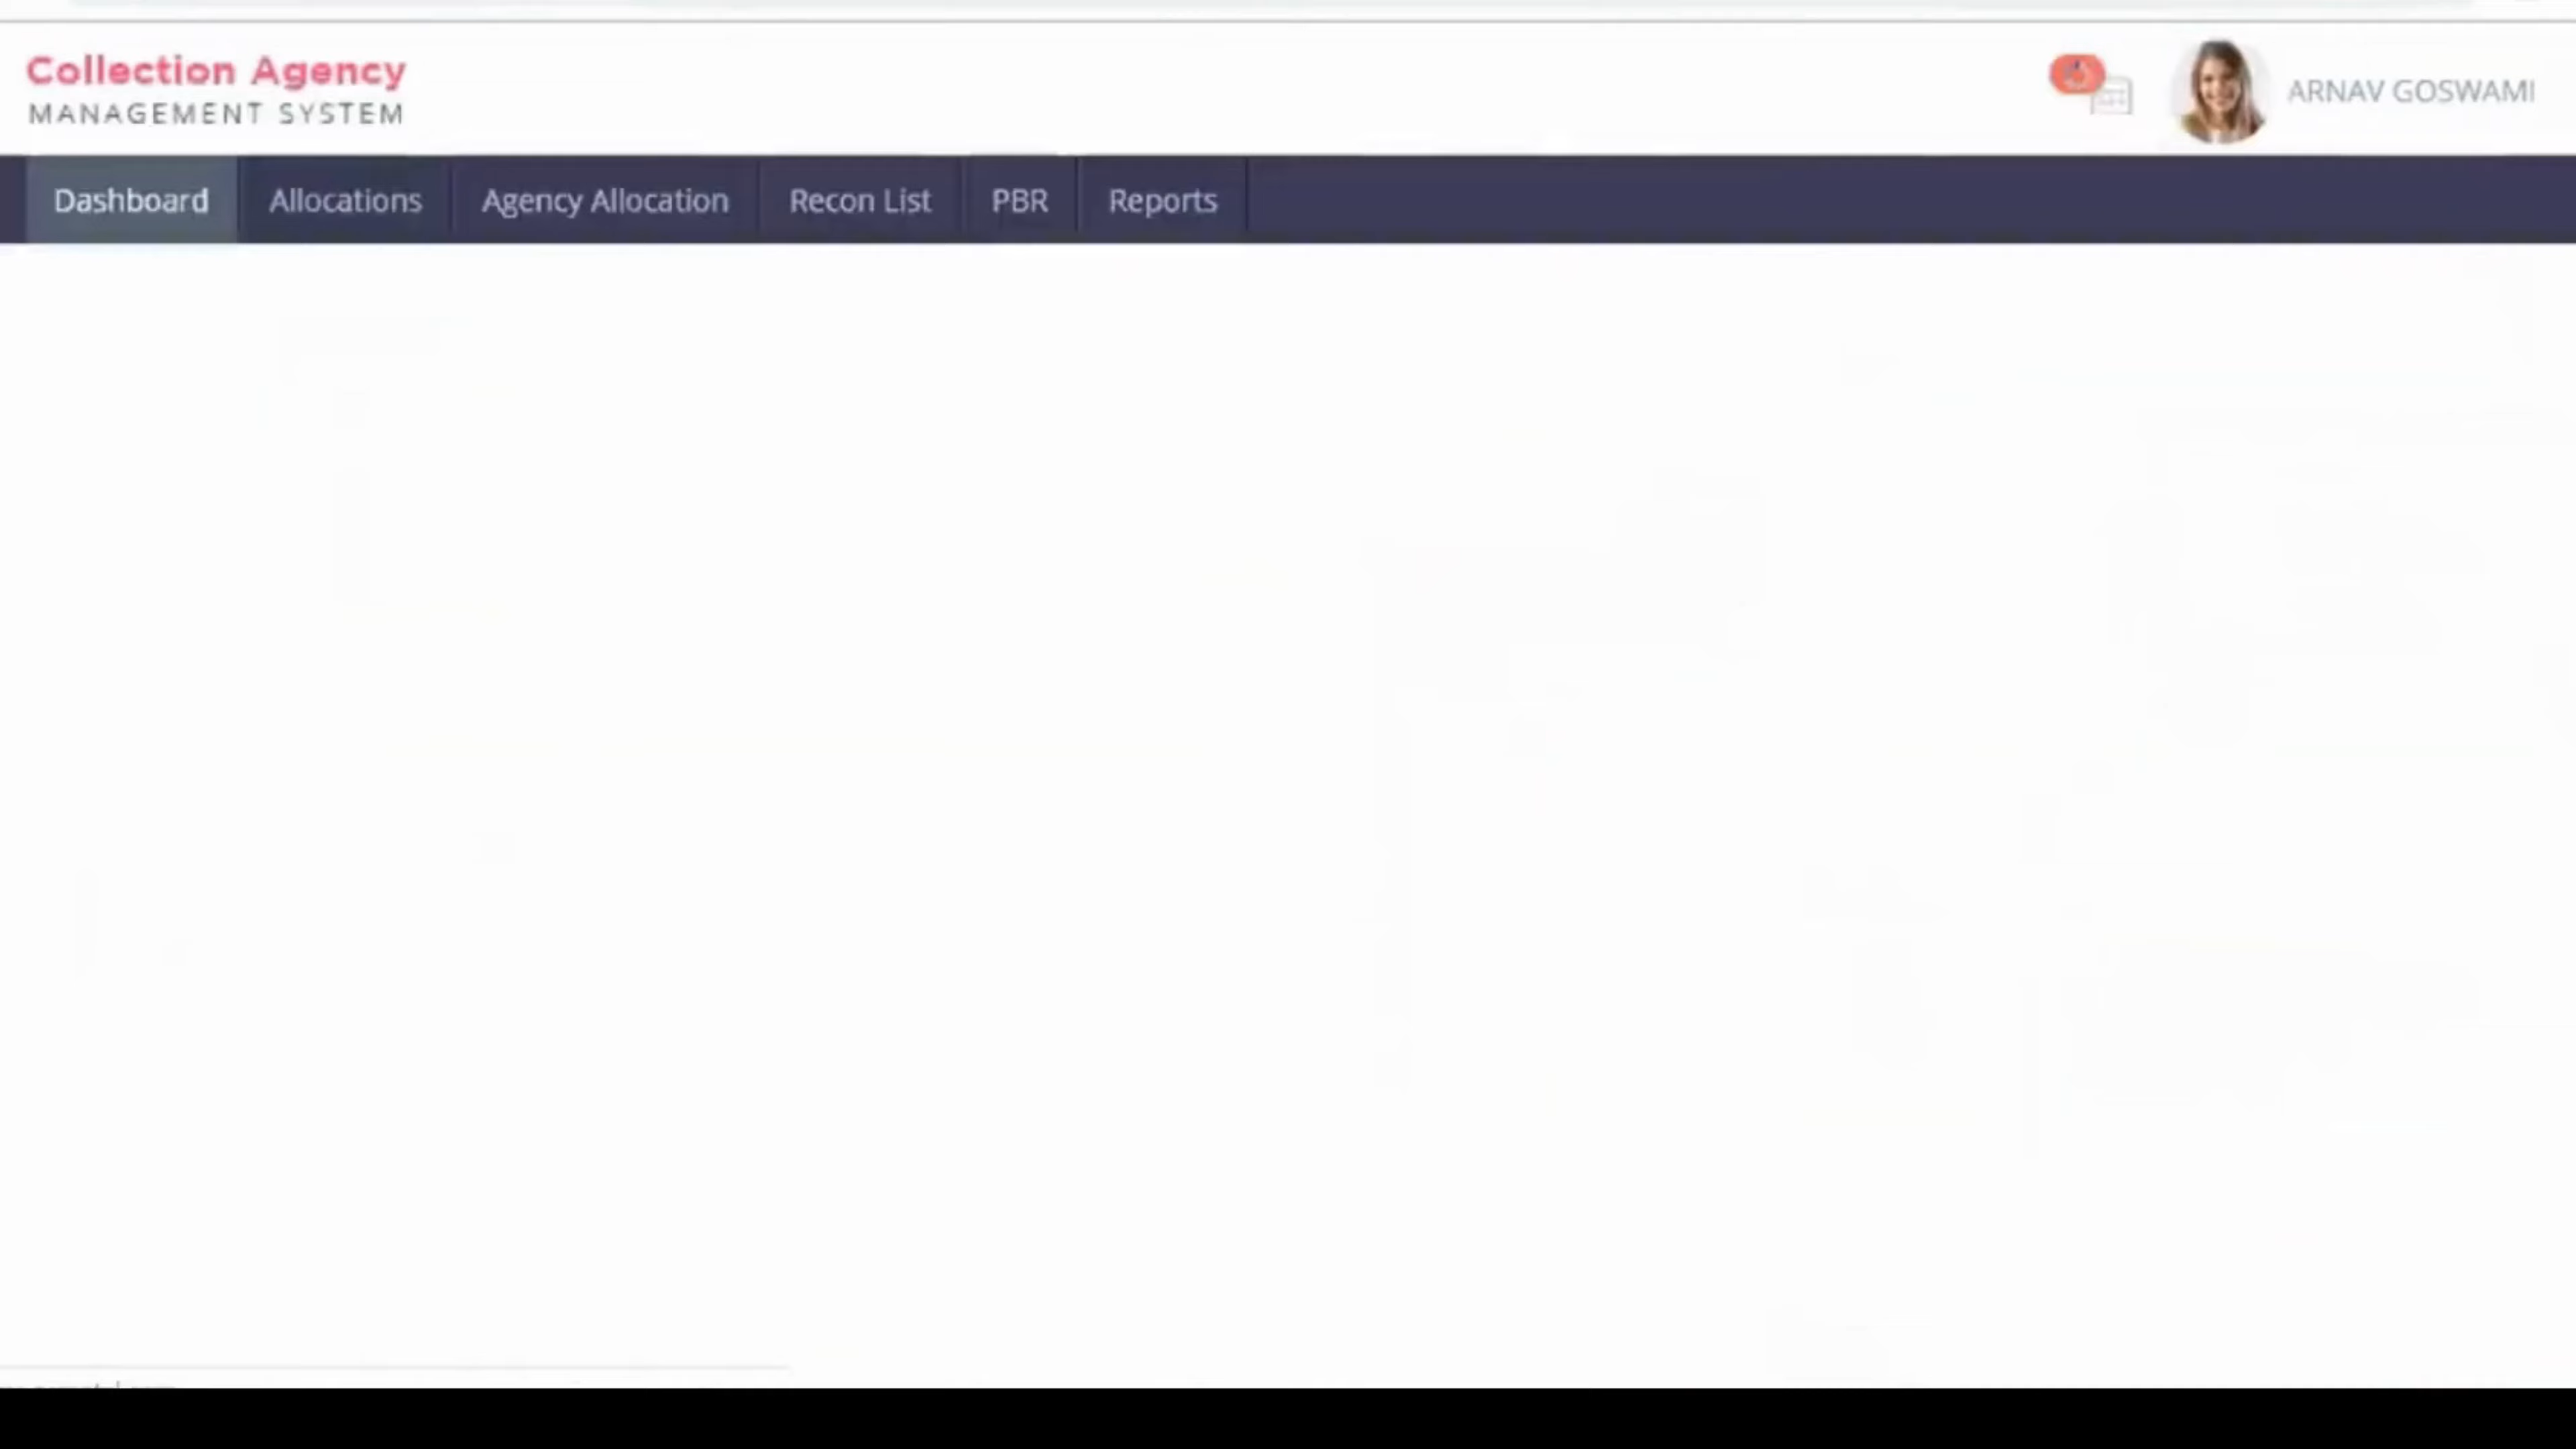 Collection Agency
MANAGEMENT SYSTEM
ARNAV GOSWAMI
Dashboard
Allocations
Agency Allocation
Recon List
PBR
Reports